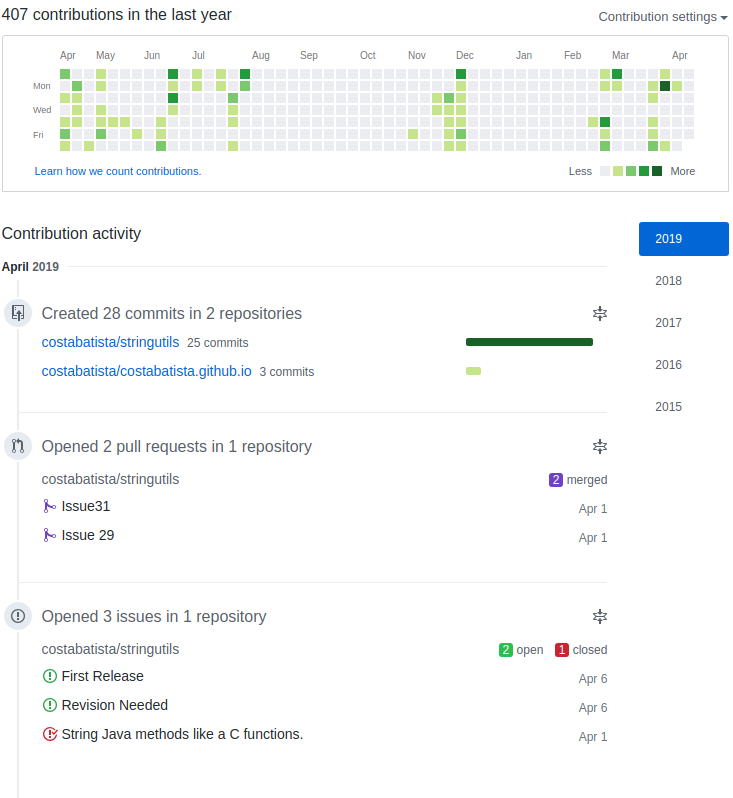 407 contributions in the last year
Contribution settings
Apr May Jun Jul Aug Sep Oct Nov Dec Jan Feb Mar Apr
Mon
Wed
Fri
Learn how we count contributions.
Less More
Contribution activity
2019
2018
2017
2016
2015
April 2019
Created 28 commits in 2 repositories
costabatista/stringutils 25 commits
costabatista/costabatista.github.io 3 commits
Opened 2 pull requests in 1 repository
costabatista/stringutils 2 merged
Issue31 Apr 1
Issue 29 Apr 1
Opened 3 issues in 1 repository
costabatista/stringutils 2 open 1 closed
First Release Apr 6
Revision Needed Apr 6
String Java methods like a C functions. Apr 1